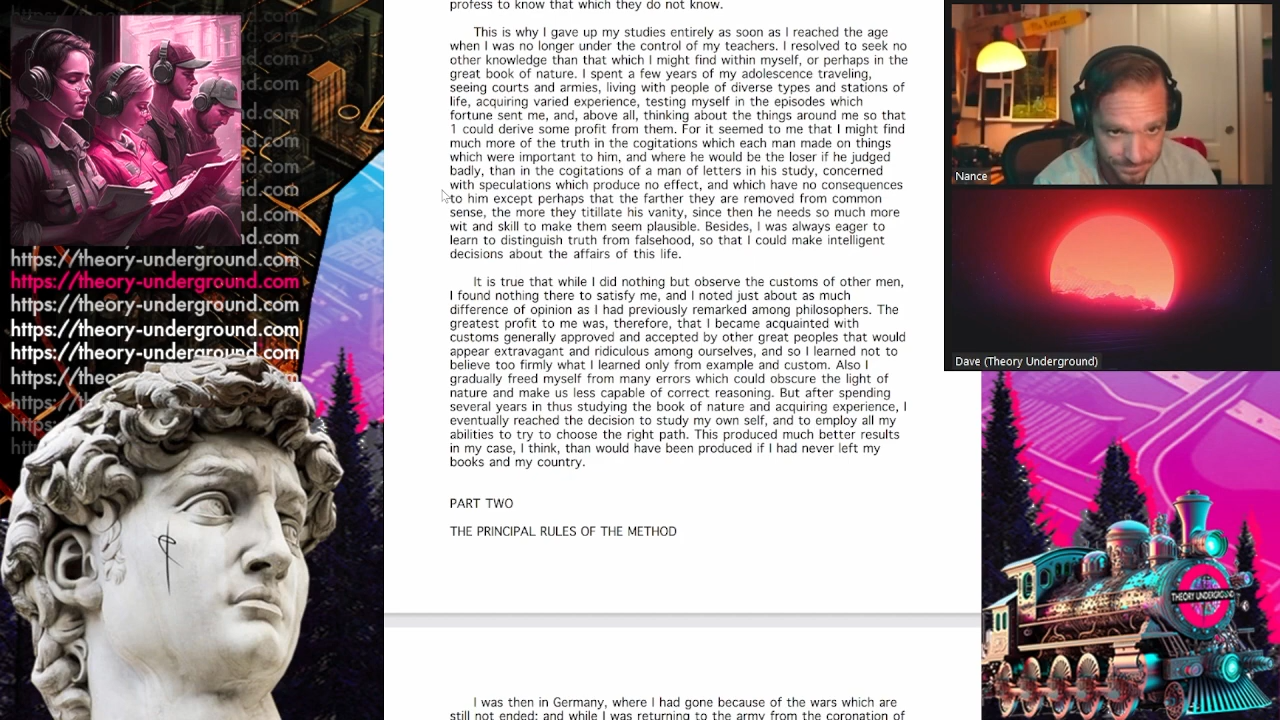 https://theory-underground.com
https://theory-underground.com
https://theory-underground.com
https://theory-underground.com
https://theory-underground.com
profess to know that which they do not know.
This is why I gave up my studies entirely as soon as I reached the age
when I was no longer under the control of my teachers. I resolved to seek no
other knowledge than that which I might find within myself, or perhaps in the
great book of nature. I spent a few years of my adolescence traveling,
seeing courts and armies, living with people of diverse types and stations of
life, acquiring varied experience, testing myself in the episodes which
fortune sent me, and, above all, thinking about the things around me so that
1 could derive some profit from them. For it seemed to me that I might find
much more of the truth in the cogitations which each man made on things
which were important to him, and where he would be the loser if he judged
badly, than in the cogitations of a man of letters in his study, concerned
with speculations which produce no effect, and which have no consequences
to him except perhaps that the farther they are removed from common
sense, the more they titillate his vanity, since then he needs so much more
wit and skill to make them seem plausible. Besides, I was always eager to
learn to distinguish truth from falsehood, so that I could make intelligent
decisions about the affairs of this life.
It is true that while I did nothing but observe the customs of other men,
I found nothing there to satisfy me, and I noted just about as much
difference of opinion as I had previously remarked among philosophers. The
greatest profit to me was, therefore, that I became acquainted with
customs generally approved and accepted by other great peoples that would
appear extravagant and ridiculous among ourselves, and so I learned not to
believe too firmly what I learned only from example and custom. Also I
gradually freed myself from many errors which could obscure the light of
nature and make us less capable of correct reasoning. But after spending
several years in thus studying the book of nature and acquiring experience, I
eventually reached the decision to study my own self, and to employ all my
abilities to try to choose the right path. This produced much better results
in my case, I think, than would have been produced if I had never left my
books and my country.
PART TWO
THE PRINCIPAL RULES OF THE METHOD
I was then in Germany, where I had gone because of the wars which are
still not ended; and while I was returning to the army from the coronation of
Nance
Dave (Theory Underground)
THEORY UNDERGROUND